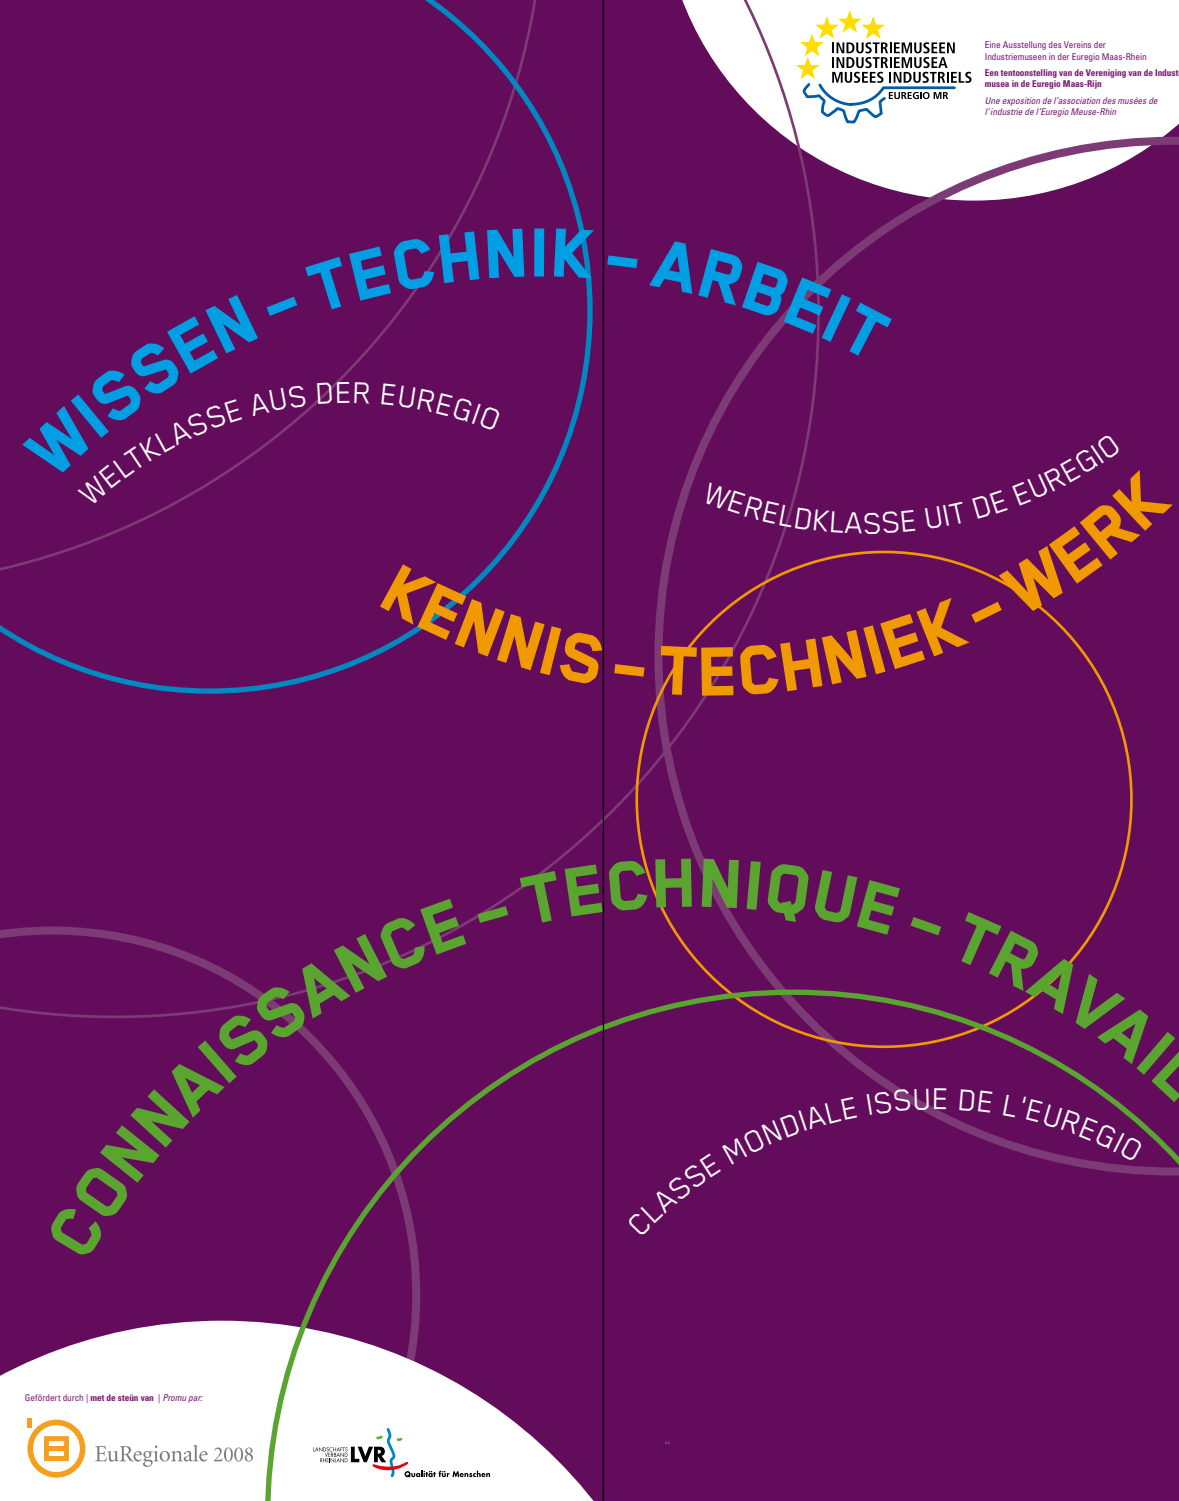 INDUSTRIEMUSEEN
INDUSTRIEMUSEA
MUSEES INDUSTRIELS
EUREGIO MR
Eine Ausstellung des Vereins der
Industriemuseen in der Euregio Maas-Rhein
Een tentoonstelling van de Vereniging van de Indust
musea in de Euregio Maas-Rijn
Une exposition de l'association des musées de
l'industrie de l'Euregio Meuse-Rhin
WISSEN – TECHNIK – ARBEIT
WELTKLASSE AUS DER EUREGIO
WERELDKLASSE UIT DE EUREGIO
KENNIS – TECHNIEK – WERK
CONNAISSANCE – TECHNIQUE – TRAVAIL
CLASSE MONDIALE ISSUE DE L'EUREGIO
Gefördert durch | met de steün van | Promu par:
EuRegionale 2008
LANDSCHAFTS
VERBAND
RHEINLAND
LVR
Qualität für Menschen